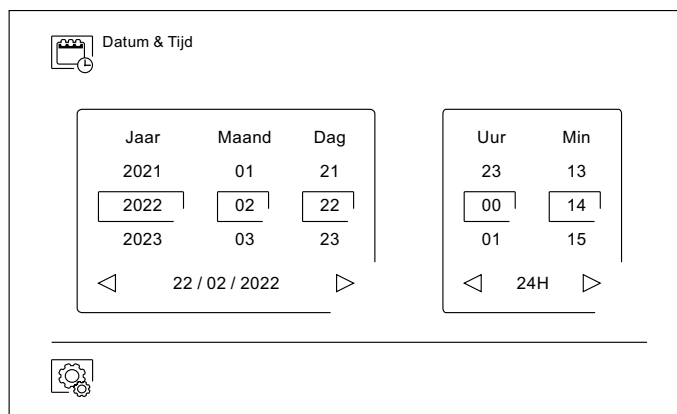 Datum & Tijd
Jaar Maand Dag
2021 01 21
2022 02 22
2023 03 23
22 / 02 / 2022
Uur Min
23 13
00 14
01 15
24H